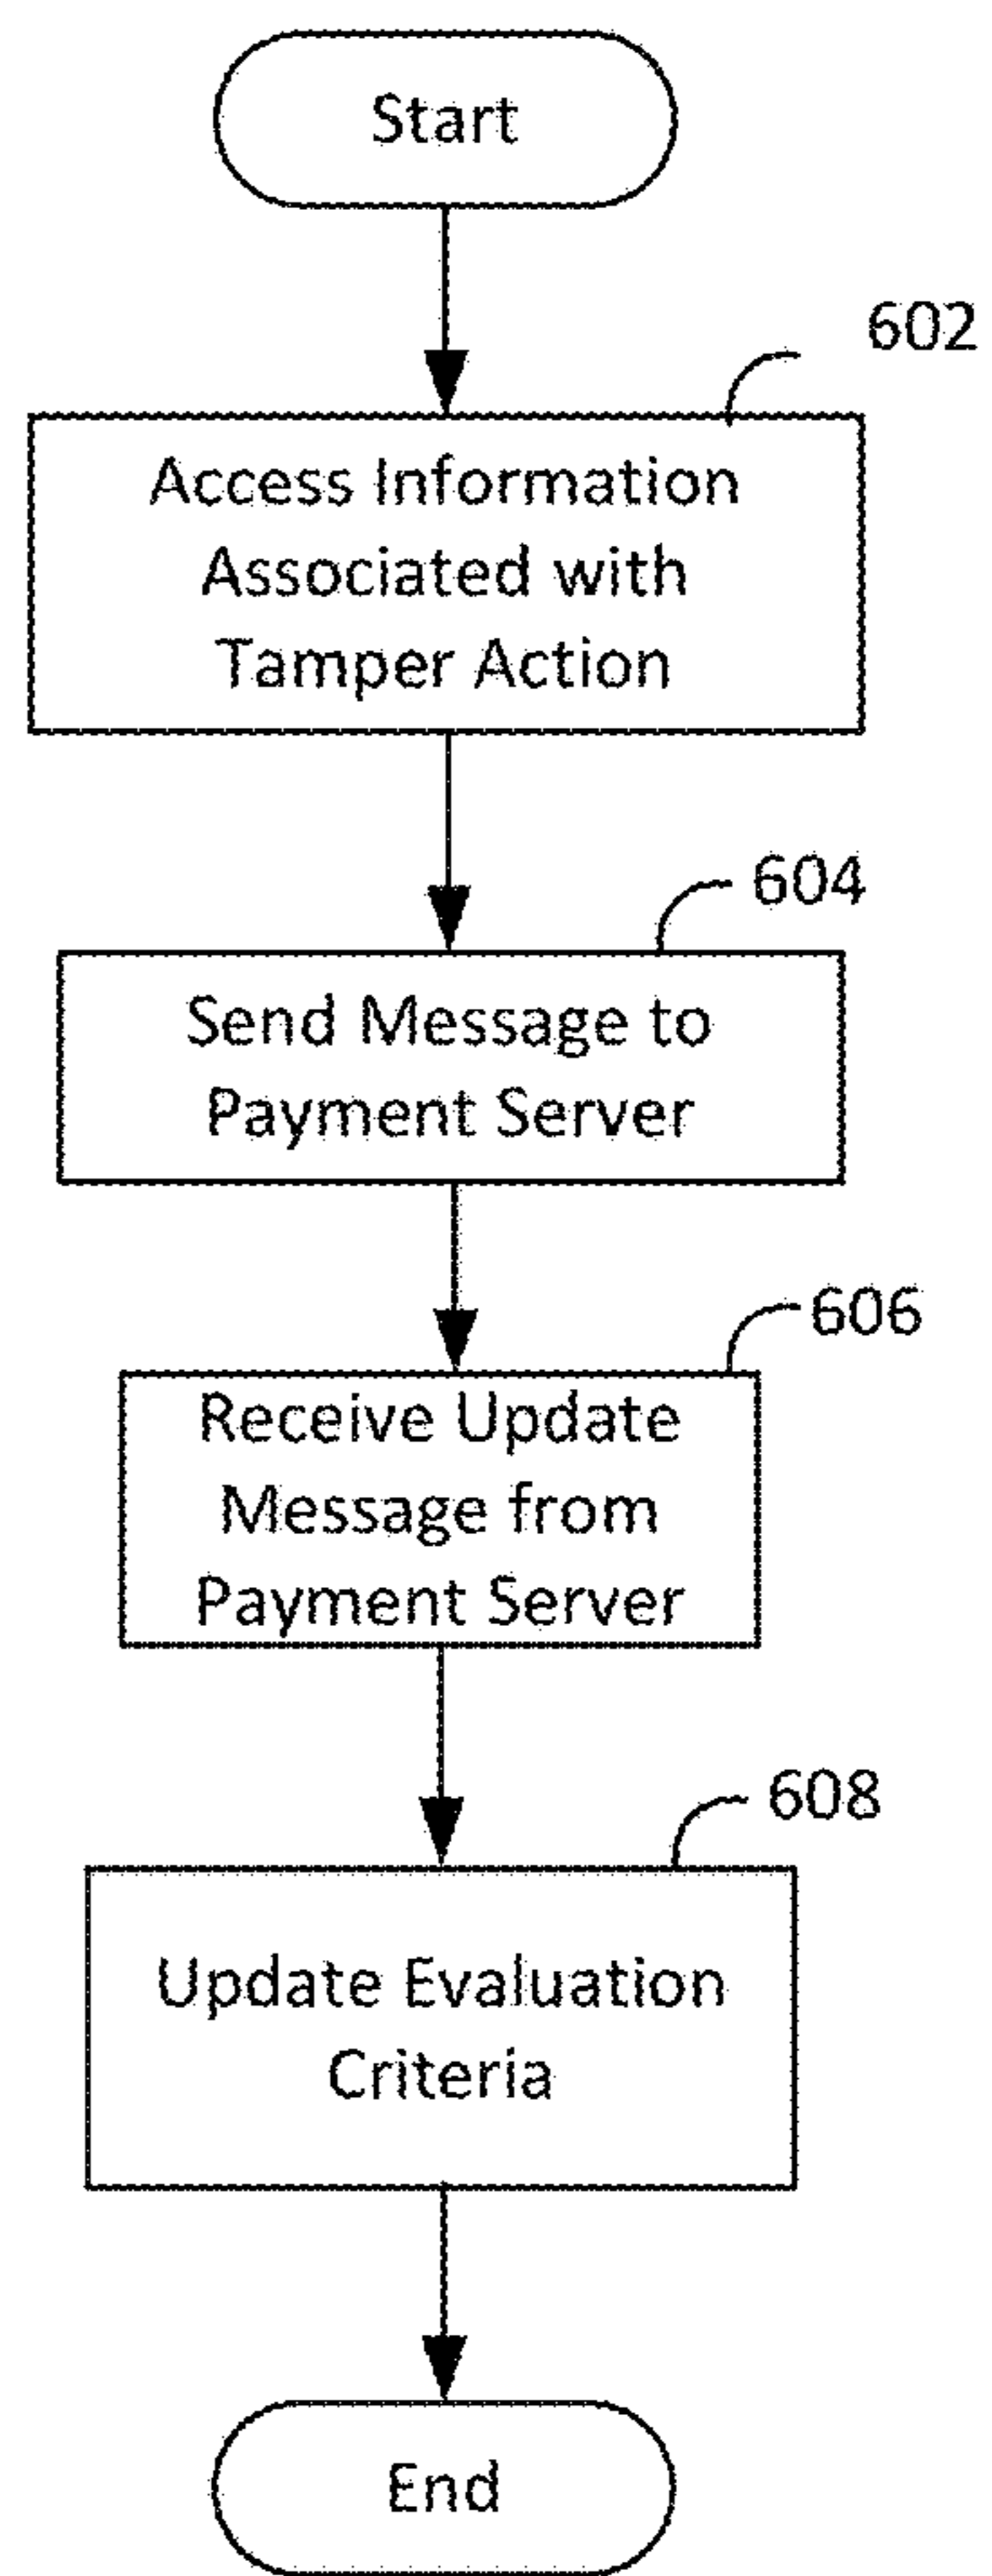 Start
602
Access Information
Associated with
Tamper Action
604
Send Message to
Payment Server
606
Receive Update
Message from
Payment Server
608
Update Evaluation
Criteria
End